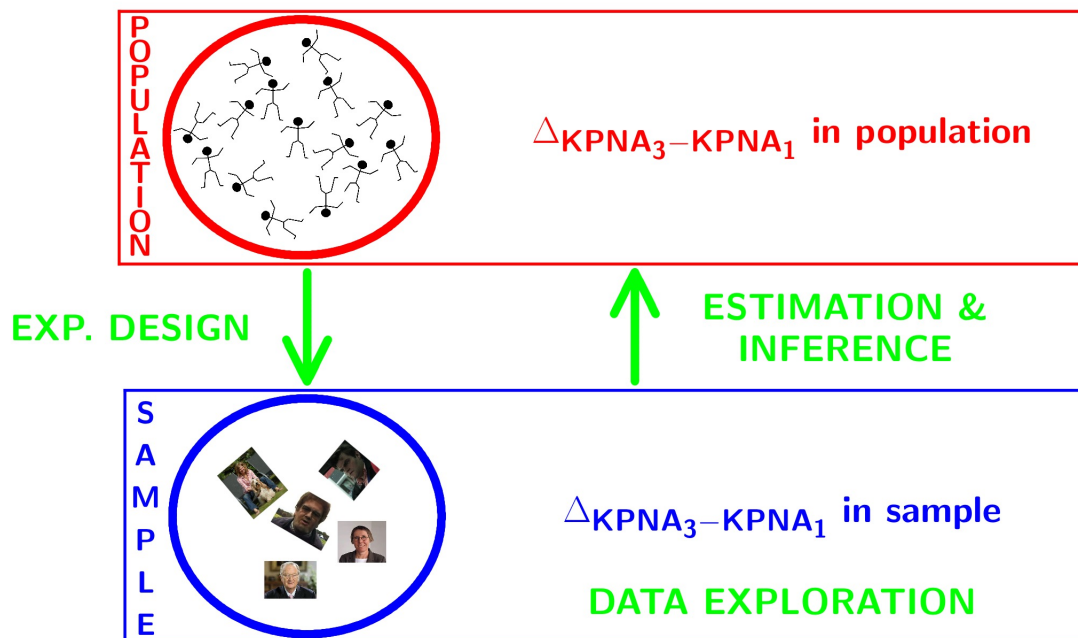 POPULATION
Δ_KPNA₃−KPNA₁ in population
EXP. DESIGN
ESTIMATION &
INFERENCE
SAMPLE
Δ_KPNA₃−KPNA₁ in sample
DATA EXPLORATION